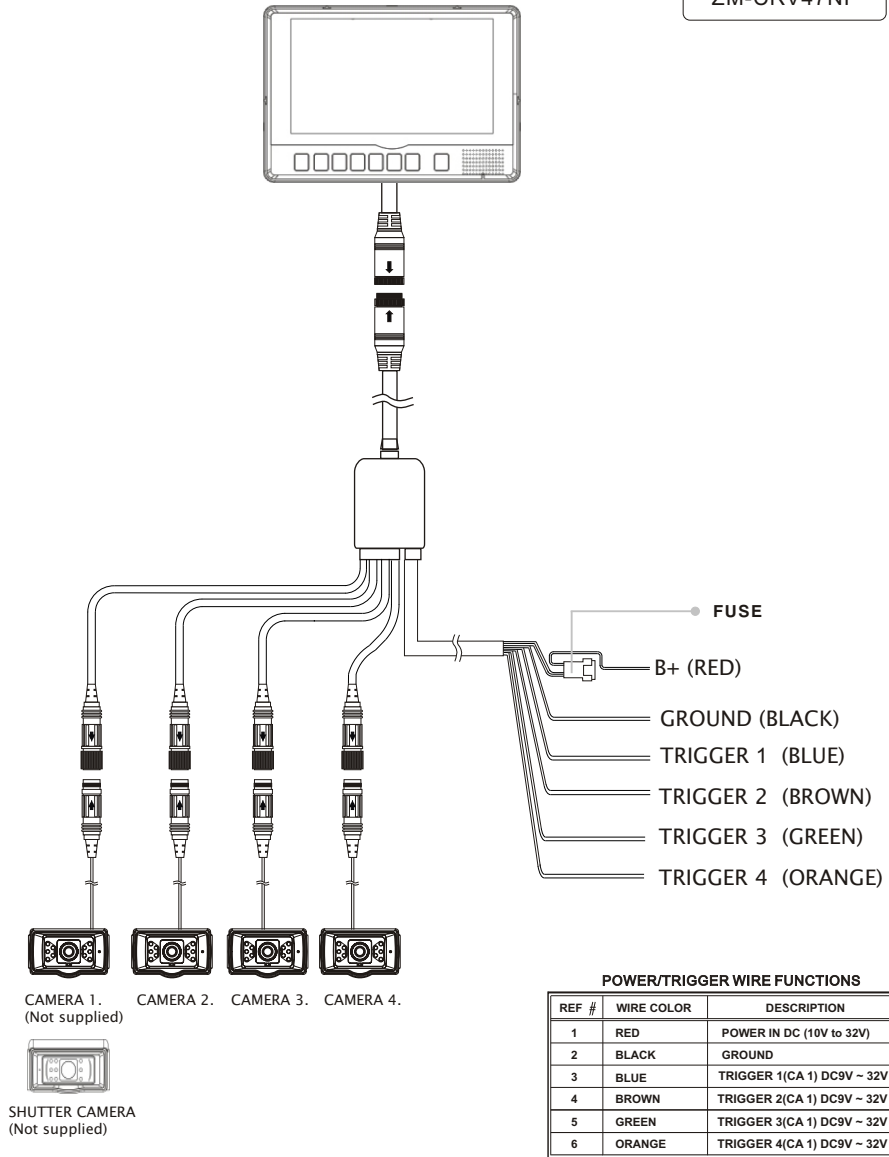 FUSE
B+ (RED)
GROUND (BLACK)
TRIGGER 1 (BLUE)
TRIGGER 2 (BROWN)
TRIGGER 3 (GREEN)
TRIGGER 4 (ORANGE)
CAMERA 1. CAMERA 2. CAMERA 3. CAMERA 4.
(Not supplied)
SHUTTER CAMERA
(Not supplied)
POWER/TRIGGER WIRE FUNCTIONS
REF # WIRE COLOR DESCRIPTION
1 RED POWER IN DC (10V to 32V)
2 BLACK GROUND
3 BLUE TRIGGER 1(CA 1) DC9V ~ 32V
4 BROWN TRIGGER 2(CA 1) DC9V ~ 32V
5 GREEN TRIGGER 3(CA 1) DC9V ~ 32V
6 ORANGE TRIGGER 4(CA 1) DC9V ~ 32V